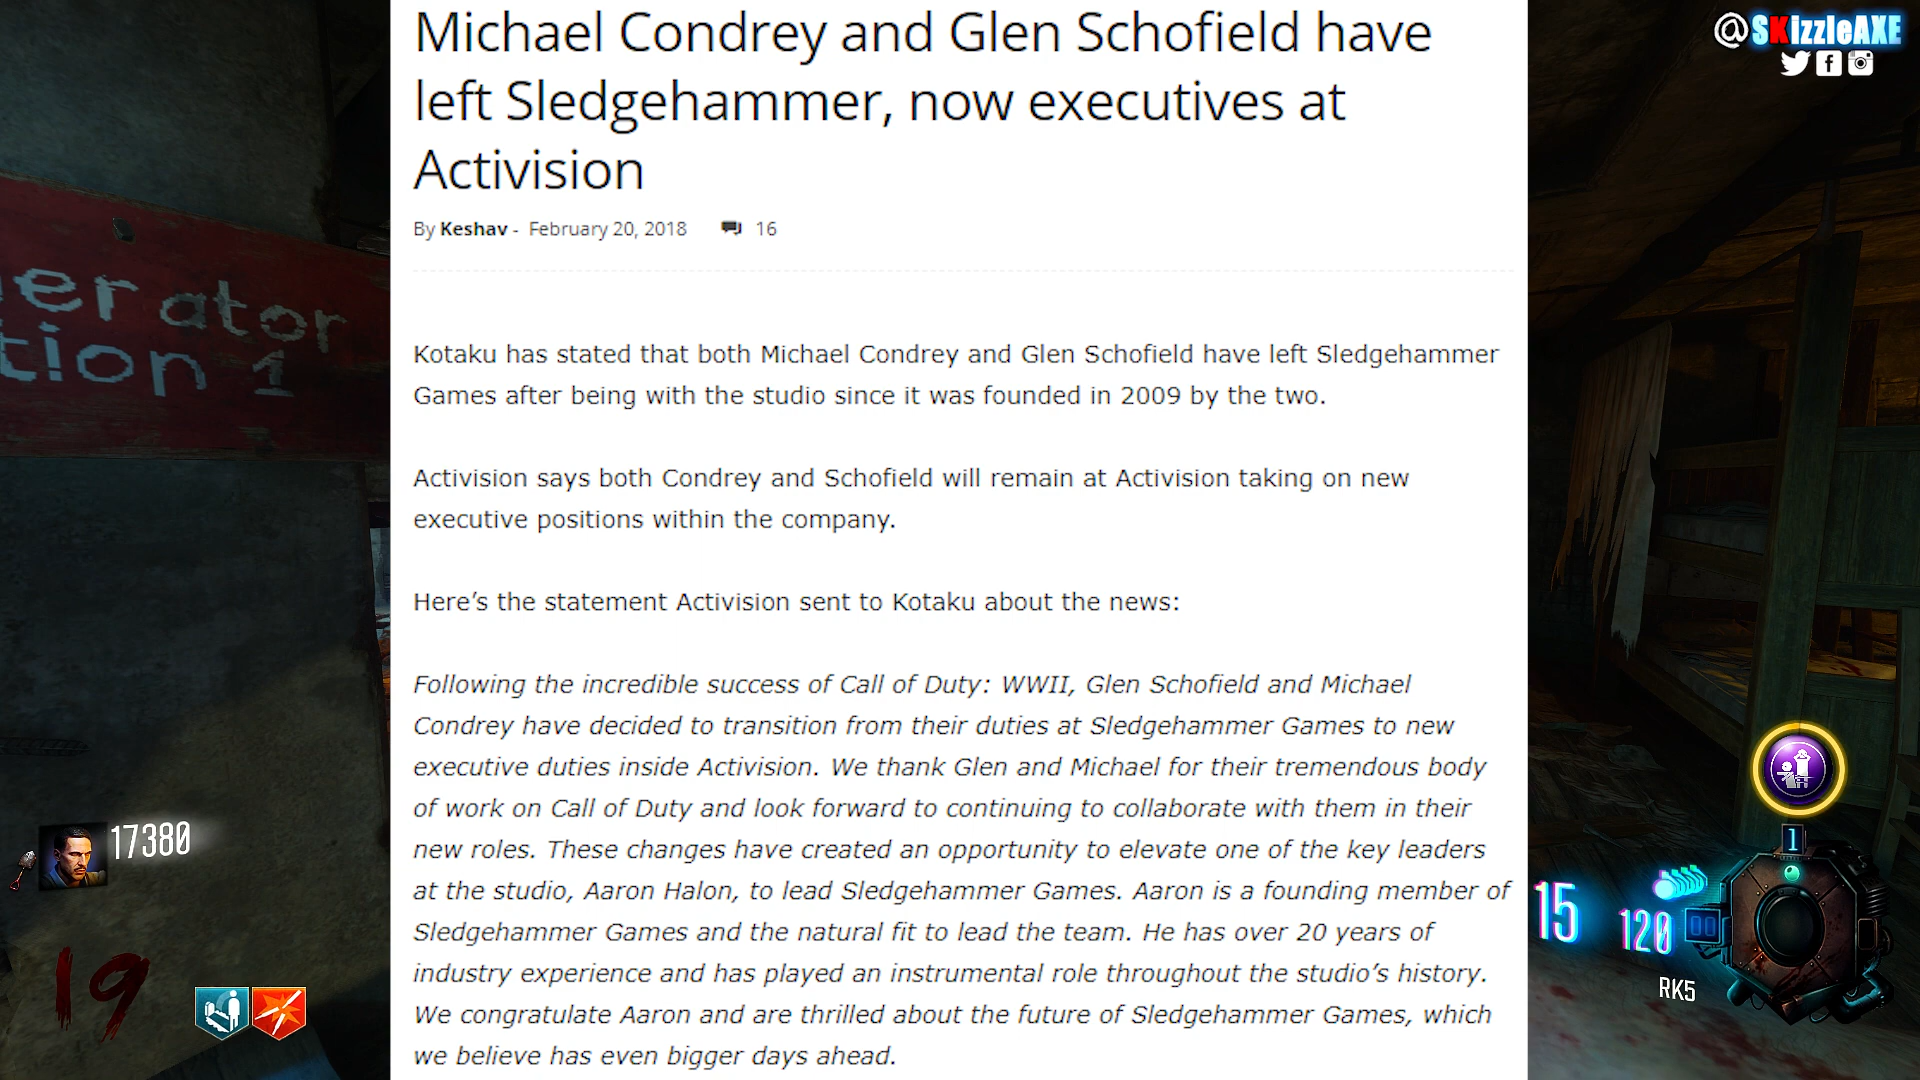 Michael Condrey and Glen Schofield have
left Sledgehammer, now executives at
Activision
By Keshav - February 20, 2018 16
Kotaku has stated that both Michael Condrey and Glen Schofield have left Sledgehammer
Games after being with the studio since it was founded in 2009 by the two.
Activision says both Condrey and Schofield will remain at Activision taking on new
executive positions within the company.
Here’s the statement Activision sent to Kotaku about the news:
Following the incredible success of Call of Duty: WWII, Glen Schofield and Michael
Condrey have decided to transition from their duties at Sledgehammer Games to new
executive duties inside Activision. We thank Glen and Michael for their tremendous body
of work on Call of Duty and look forward to continuing to collaborate with them in their
new roles. These changes have created an opportunity to elevate one of the key leaders
at the studio, Aaron Halon, to lead Sledgehammer Games. Aaron is a founding member of
Sledgehammer Games and the natural fit to lead the team. He has over 20 years of
industry experience and has played an instrumental role throughout the studio’s history.
We congratulate Aaron and are thrilled about the future of Sledgehammer Games, which
we believe has even bigger days ahead.
@SKizzleAXE
erator
tion 1
17380
19
1
15
120
00
RK5